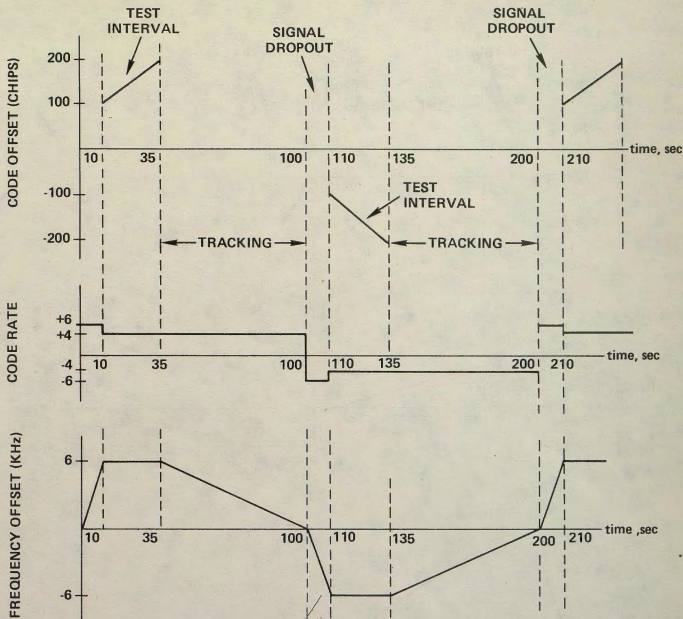 TEST
INTERVAL
SIGNAL
DROPOUT
SIGNAL
DROPOUT
CODE OFFSET (CHIPS)
200
100
10 35 100 110 135 200 210 time, sec
-100
TEST
INTERVAL
-200
TRACKING TRACKING
CODE RATE
+6
+4
10 35 100 110 135 200 210 time, sec
-4
-6
FREQUENCY OFFSET (KHz)
6
10 35 100 110 135 200 210 time ,sec
-6